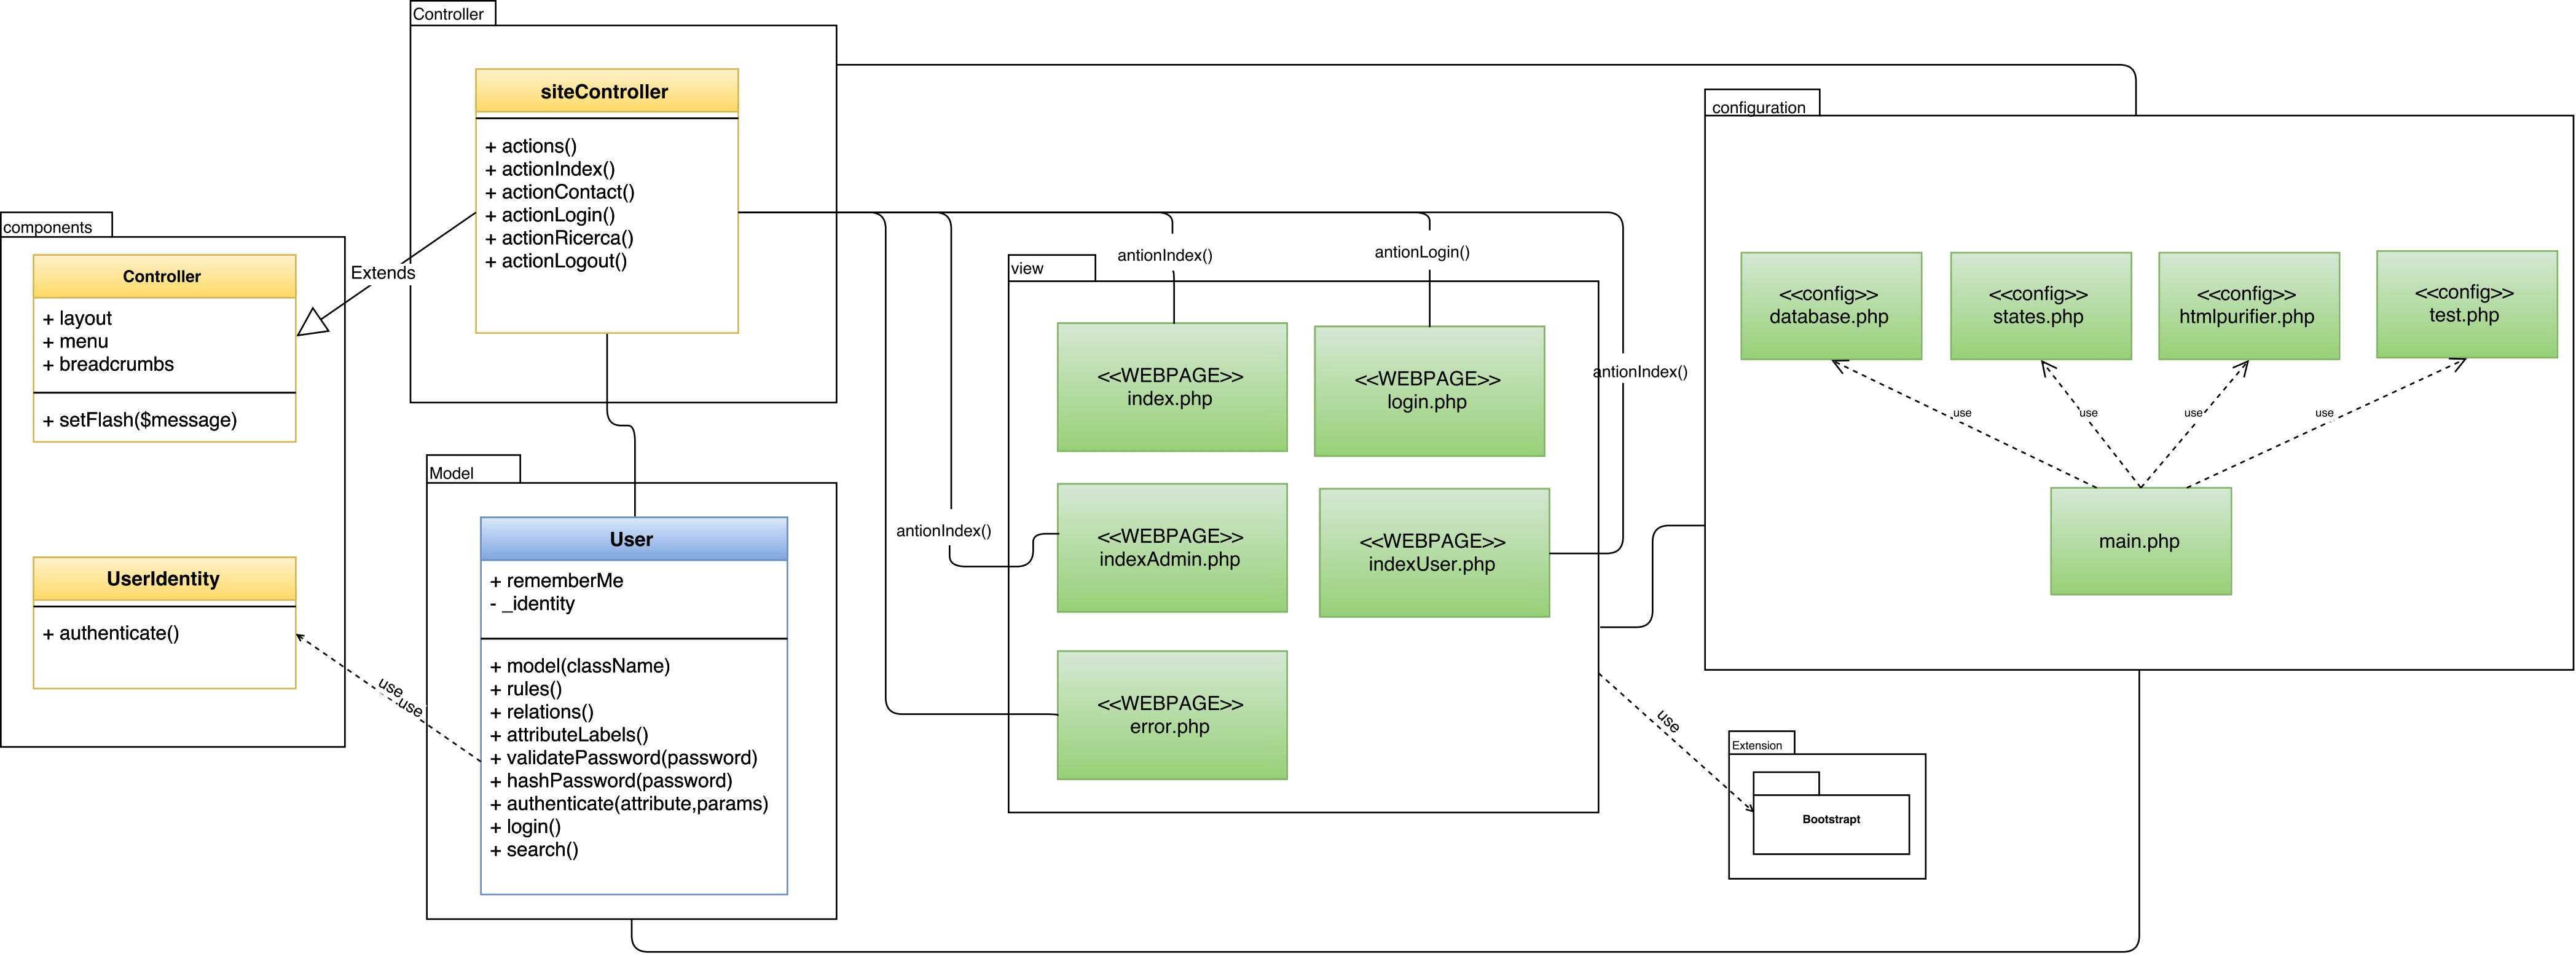 Controller
siteController
+ actions()
+ actionIndex()
+ actionContact()
+ actionLogin()
+ actionRicerca()
+ actionLogout()
components
Controller
+ layout
+ menu
+ breadcrumbs
+ setFlash($message)
UserIdentity
+ authenticate()
Extends
use
use
Model
User
+ rememberMe
- _identity
+ model(className)
+ rules()
+ relations()
+ attributeLabels()
+ validatePassword(password)
+ hashPassword(password)
+ authenticate(attribute,params)
+ login()
+ search()
antionIndex()
antionLogin()
antionIndex()
antionIndex()
view
<<WEBPAGE>>
index.php
<<WEBPAGE>>
login.php
<<WEBPAGE>>
indexAdmin.php
<<WEBPAGE>>
indexUser.php
<<WEBPAGE>>
error.php
configuration
<<config>>
database.php
<<config>>
states.php
<<config>>
htmlpurifier.php
<<config>>
test.php
use
use
use
use
main.php
use
Extension
Bootstrapt